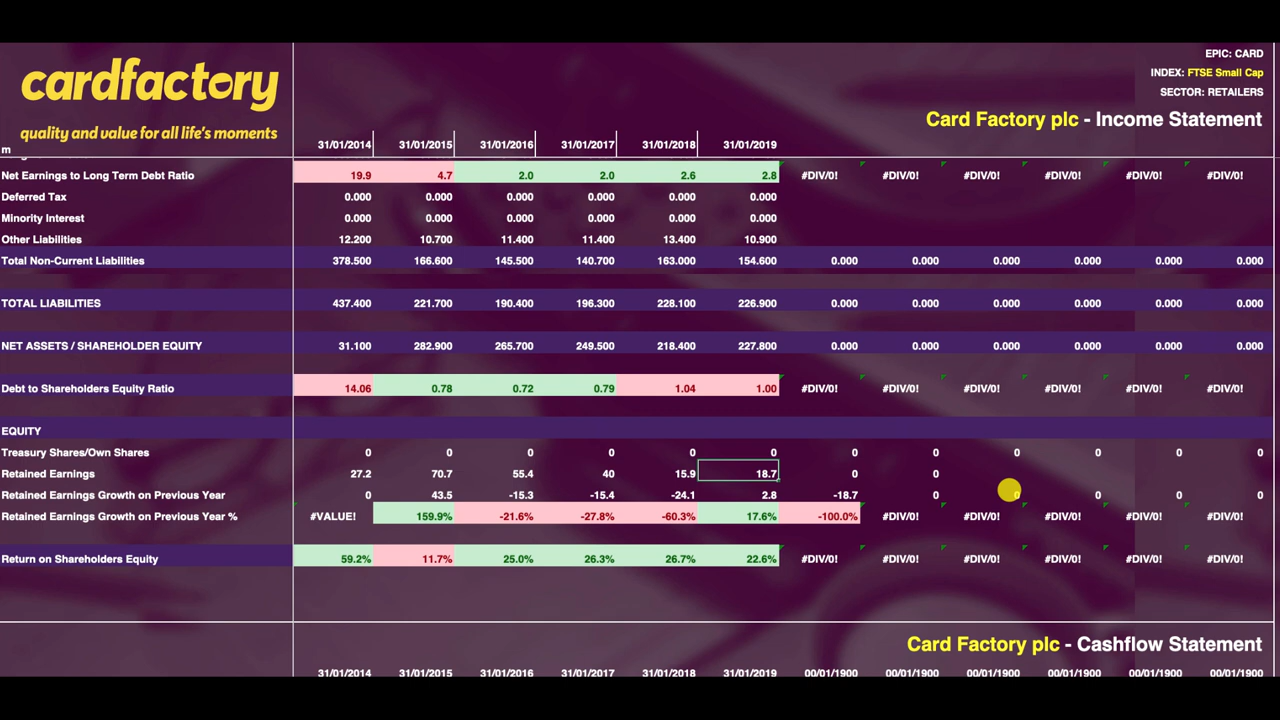 cardfactory
quality and value for all life's moments
EPIC: CARD
INDEX: FTSE Small Cap
SECTOR: RETAILERS
Card Factory plc - Income Statement
m 31/01/2014 31/01/2015 31/01/2016 31/01/2017 31/01/2018 31/01/2019
Net Earnings to Long Term Debt Ratio 19.9 4.7 2.0 2.0 2.6 2.8 #DIV/0! #DIV/0! #DIV/0! #DIV/0! #DIV/0! #DIV/0!
Deferred Tax 0.000 0.000 0.000 0.000 0.000 0.000
Minority Interest 0.000 0.000 0.000 0.000 0.000 0.000
Other Liabilities 12.200 10.700 11.400 11.400 13.400 10.900
Total Non-Current Liabilities 378.500 166.600 145.500 140.700 163.000 154.600 0.000 0.000 0.000 0.000 0.000 0.000
TOTAL LIABILITIES 437.400 221.700 190.400 196.300 228.100 226.900 0.000 0.000 0.000 0.000 0.000 0.000
NET ASSETS / SHAREHOLDER EQUITY 31.100 282.900 265.700 249.500 218.400 227.800 0.000 0.000 0.000 0.000 0.000 0.000
Debt to Shareholders Equity Ratio 14.06 0.78 0.72 0.79 1.04 1.00 #DIV/0! #DIV/0! #DIV/0! #DIV/0! #DIV/0! #DIV/0!
EQUITY
Treasury Shares/Own Shares 0 0 0 0 0 0 0 0 0 0 0 0
Retained Earnings 27.2 70.7 55.4 40 15.9 18.7 0 0
Retained Earnings Growth on Previous Year 0 43.5 -15.3 -15.4 -24.1 2.8 -18.7 0 0 0 0 0
Retained Earnings Growth on Previous Year % #VALUE! 159.9% -21.6% -27.8% -60.3% 17.6% -100.0% #DIV/0! #DIV/0! #DIV/0! #DIV/0! #DIV/0!
Return on Shareholders Equity 59.2% 11.7% 25.0% 26.3% 26.7% 22.6% #DIV/0! #DIV/0! #DIV/0! #DIV/0! #DIV/0! #DIV/0!
Card Factory plc - Cashflow Statement
31/01/2014 31/01/2015 31/01/2016 31/01/2017 31/01/2018 31/01/2019 00/01/1900 00/01/1900 00/01/1900 00/01/1900 00/01/1900 00/01/1900